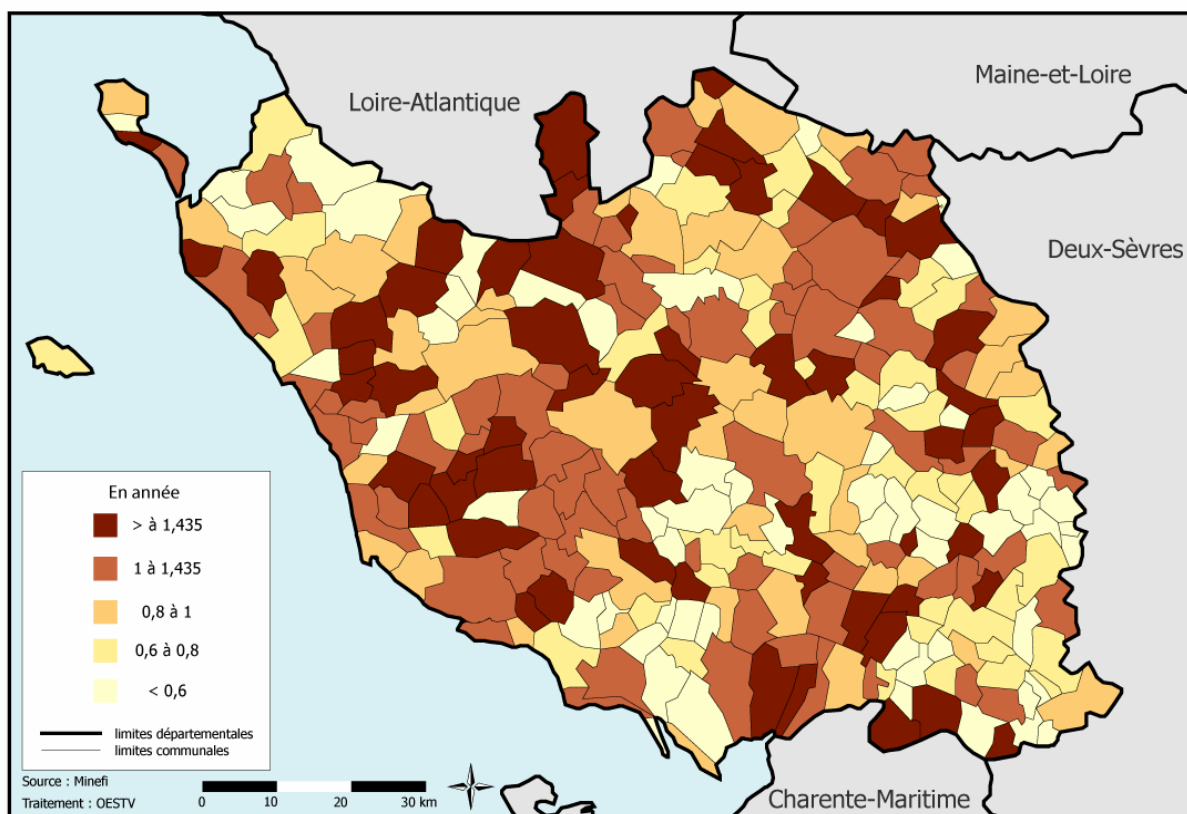 Maine-et-Loire
Loire-Atlantique
Deux-Sèvres
En année
> à 1,435
1 à 1,435
0,8 à 1
0,6 à 0,8
< 0,6
limites départementales
limites communales
Source : Minefi
Traitement : OESTV
0 10 20 30 km
Charente-Maritime